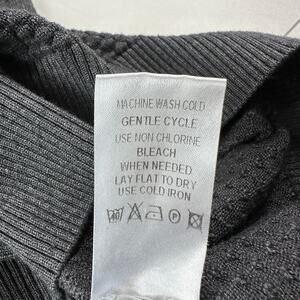 MACHINE WASH COLD
GENTLE CYCLE
USE NON CHLORINE
BLEACH
WHEN NEEDED
LAY FLAT TO DRY
USE COLD IRON